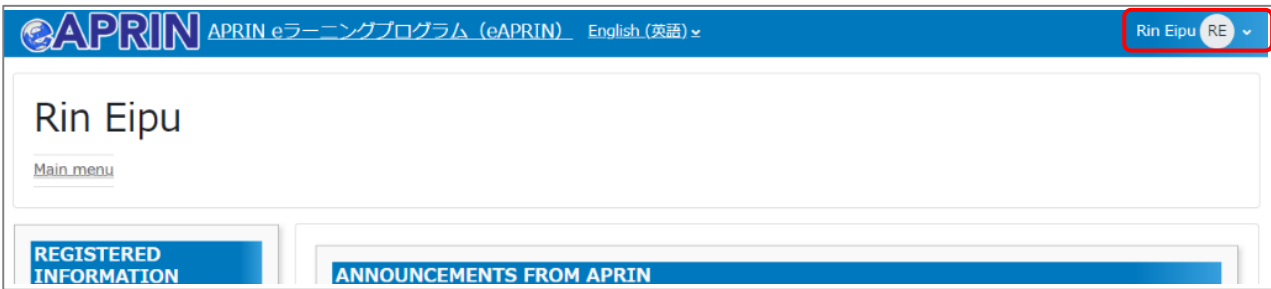 eAPRIN APRIN eラーニングプログラム（eAPRIN） English (英語) Rin Eipu RE
Rin Eipu
Main menu
REGISTERED
INFORMATION
ANNOUNCEMENTS FROM APRIN